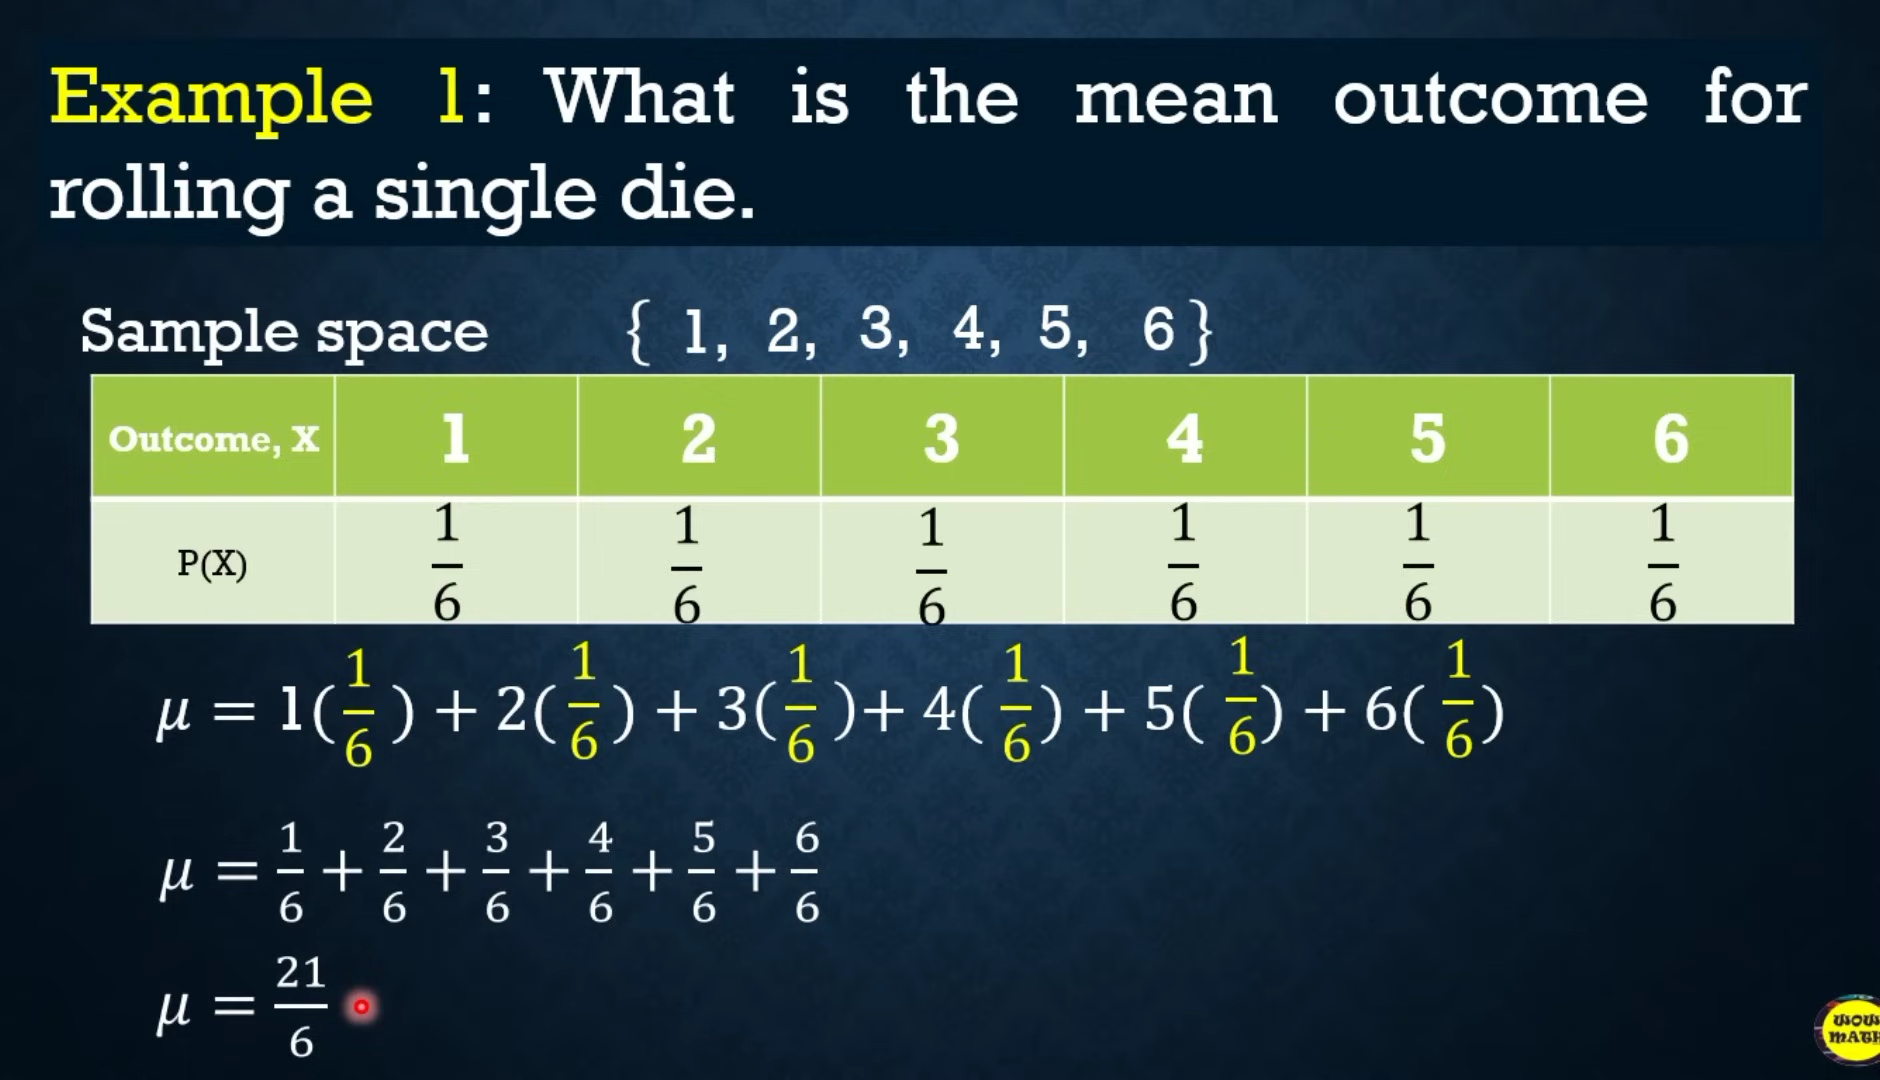 Example 1: What is the mean outcome for
rolling a single die.
Sample space { 1, 2, 3, 4, 5, 6 }
Outcome, X 1 2 3 4 5 6
P(X) 1/6 1/6 1/6 1/6 1/6 1/6
μ = 1(1/6) + 2(1/6) + 3(1/6) + 4(1/6) + 5(1/6) + 6(1/6)
μ = 1/6 + 2/6 + 3/6 + 4/6 + 5/6 + 6/6
μ = 21/6
WOW
MATH